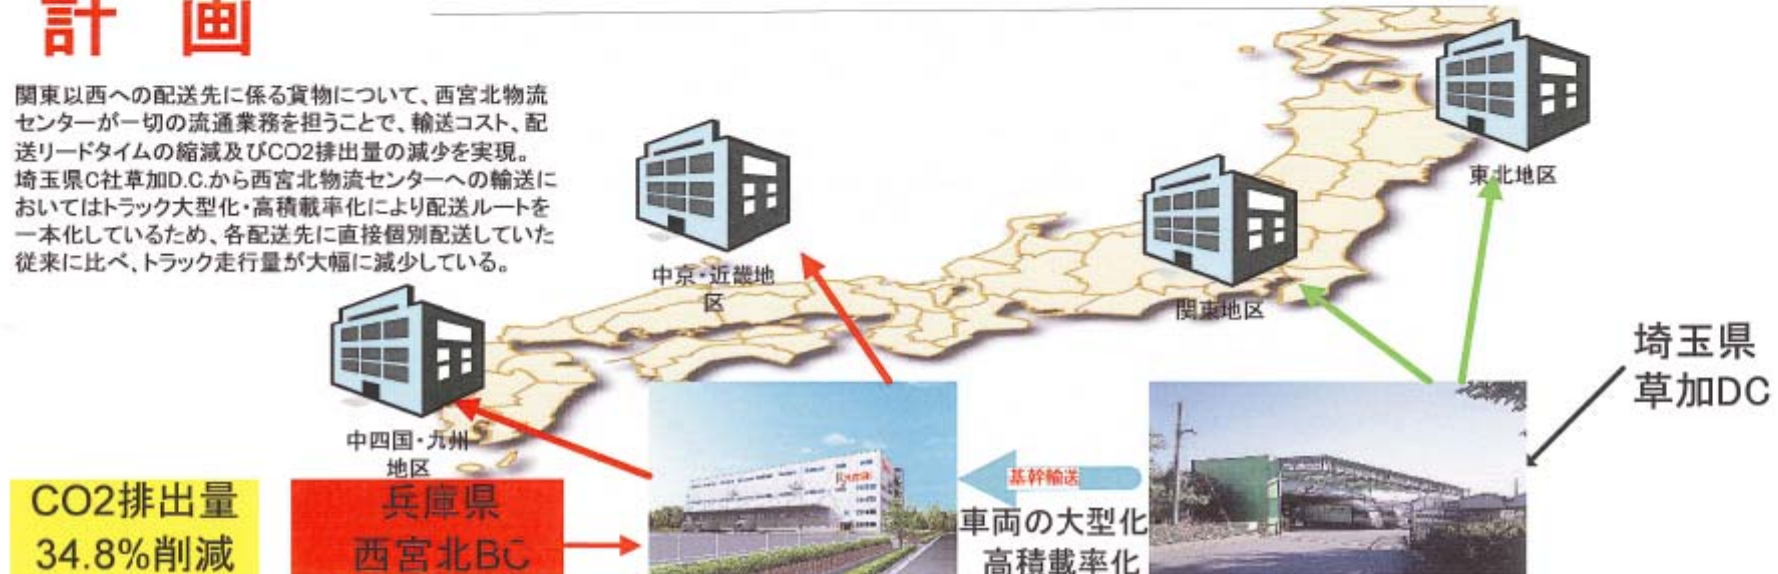 計画
関東以西への配送先に係る貨物について、西宮北物流
センターが一切の流通業務を担うことで、輸送コスト、配
送リードタイムの縮減及びCO2排出量の減少を実現。
埼玉県C社草加D.C.から西宮北物流センターへの輸送に
おいてはトラック大型化・高積載率化により配送ルートを
一本化しているため、各配送先に直接個別配送していた
従来に比べ、トラック走行量が大幅に減少している。
東北地区
中京・近畿地
区
関東地区
埼玉県
草加DC
中四国・九州
地区
CO2排出量
34.8%削減
兵庫県
西宮北BC
基幹輸送
車両の大型化
高積載率化